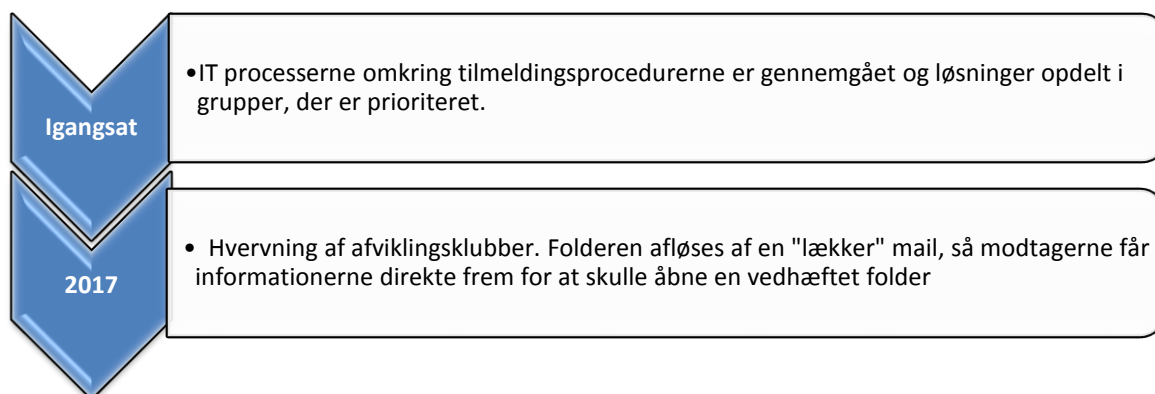 Igangsat
•IT processerne omkring tilmeldingsprocedurerne er gennemgået og løsninger opdelt i
grupper, der er prioriteret.
2017
• Hvervning af afviklingsklubber. Folderen afløses af en "lækker" mail, så modtagerne får
informationerne direkte frem for at skulle åbne en vedhæftet folder